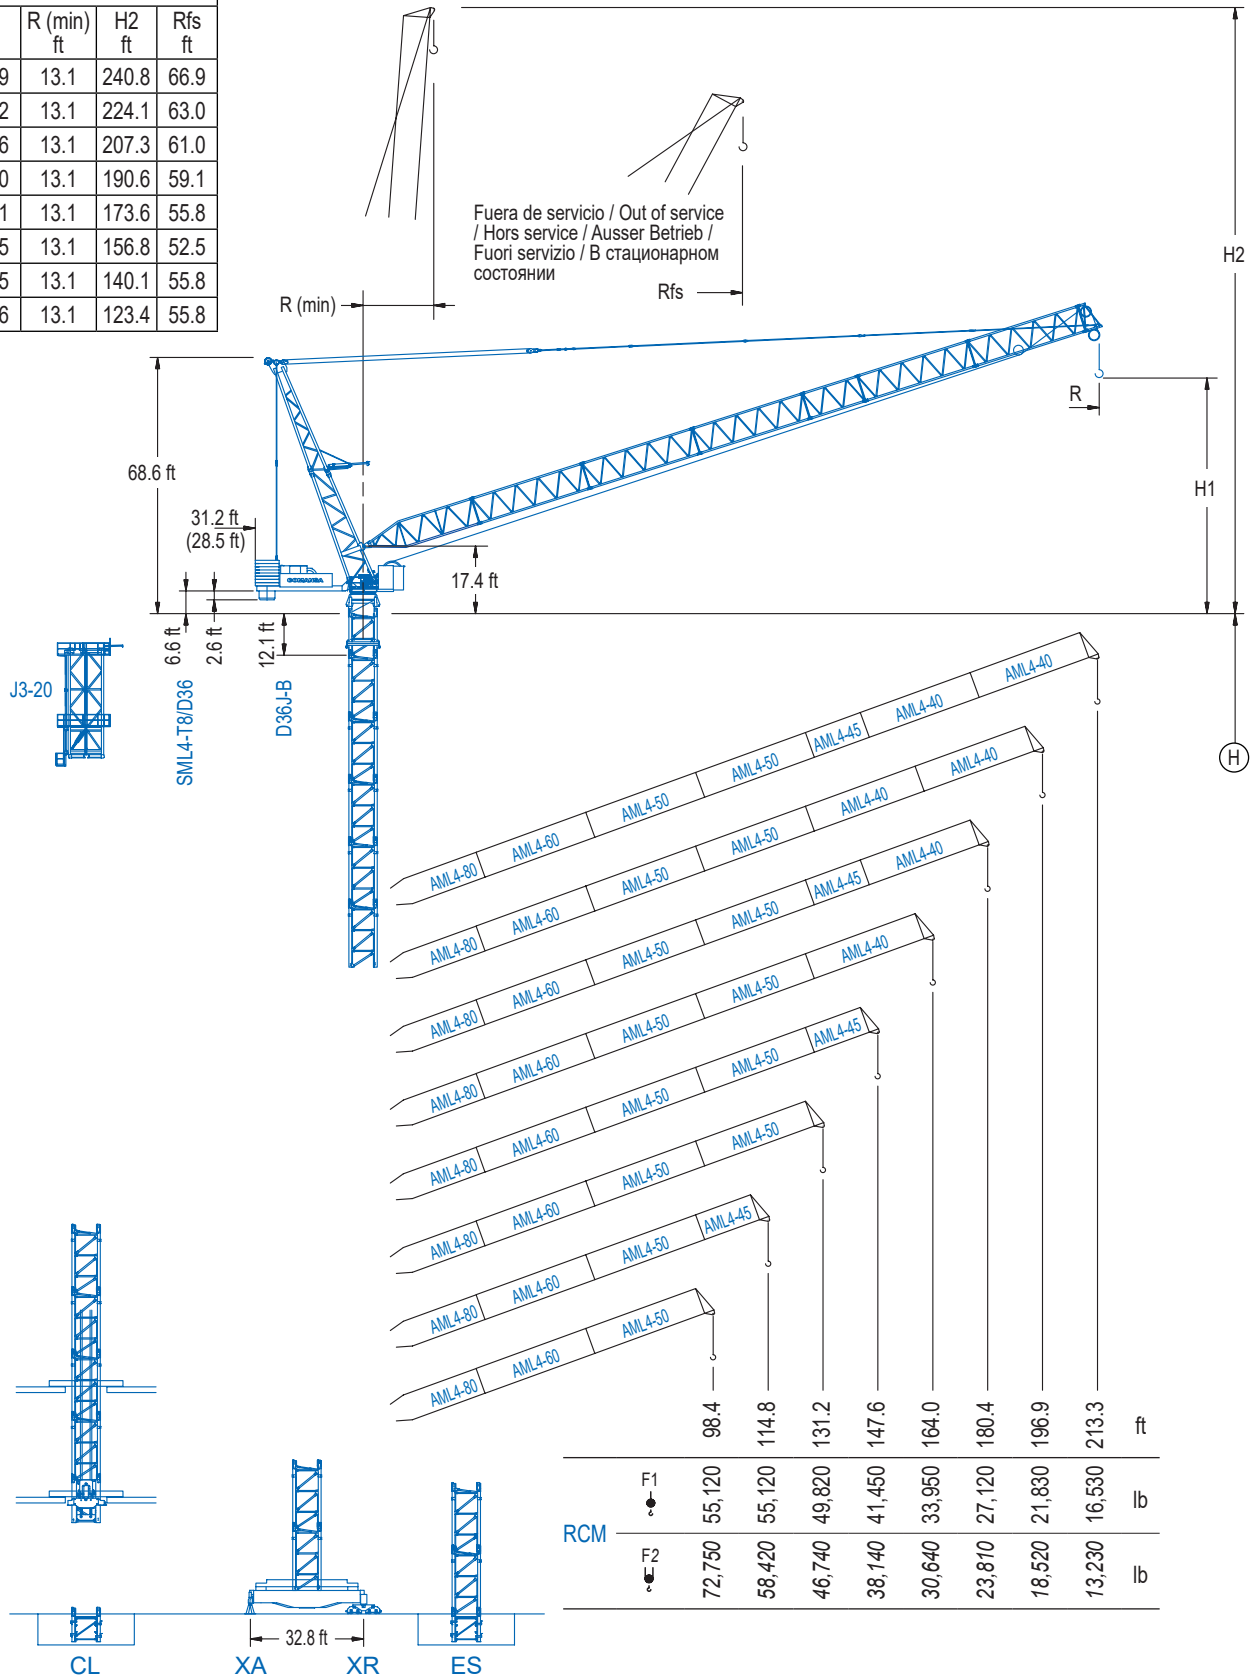 R (min) H2 Rfs
ft ft ft
9 13.1 240.8 66.9
2 13.1 224.1 63.0
6 13.1 207.3 61.0
0 13.1 190.6 59.1
1 13.1 173.6 55.8
5 13.1 156.8 52.5
5 13.1 140.1 55.8
6 13.1 123.4 55.8
Fuera de servicio / Out of service
/ Hors service / Ausser Betrieb /
Fuori servizio / В стационарном
состоянии
H2
R (min)
Rfs
R
68.6 ft
H1
31.2 ft
(28.5 ft)
COMANSA
17.4 ft
6.6 ft
2.6 ft
12.1 ft
J3-20
SML4-T8/D36
D36J-B
H
AML4-80 AML4-60 AML4-50 AML4-50 AML4-45 AML4-40 AML4-40
AML4-80 AML4-60 AML4-50 AML4-50 AML4-40 AML4-40
AML4-80 AML4-60 AML4-50 AML4-50 AML4-45 AML4-40
AML4-80 AML4-60 AML4-50 AML4-50 AML4-40
AML4-80 AML4-60 AML4-50 AML4-50 AML4-45
AML4-80 AML4-60 AML4-50 AML4-50
AML4-80 AML4-60 AML4-50 AML4-45
AML4-80 AML4-60 AML4-50
98.4 114.8 131.2 147.6 164.0 180.4 196.9 213.3 ft
RCM
F1 55,120 55,120 49,820 41,450 33,950 27,120 21,830 16,530 lb
F2 72,750 58,420 46,740 38,140 30,640 23,810 18,520 13,230 lb
32.8 ft
CL XA XR ES